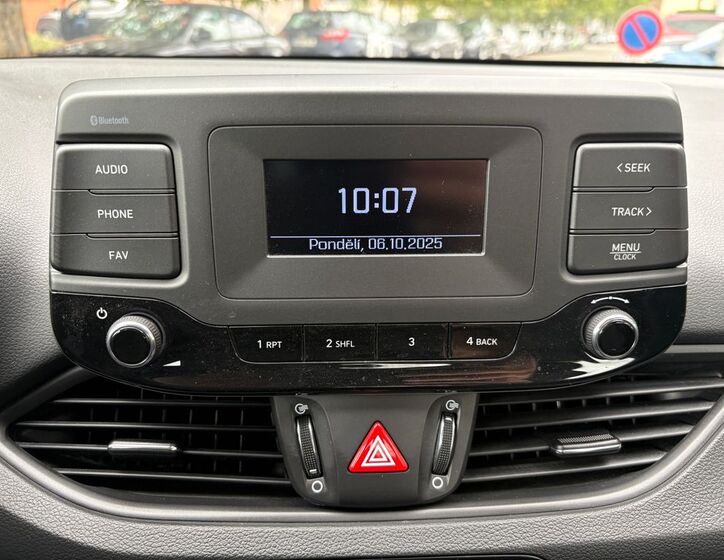 Bluetooth
AUDIO
PHONE
FAV
10:07
Pondělí, 06.10.2025
<SEEK
TRACK>
MENU
CLOCK
1 RPT
2 SHFL
3
4 BACK